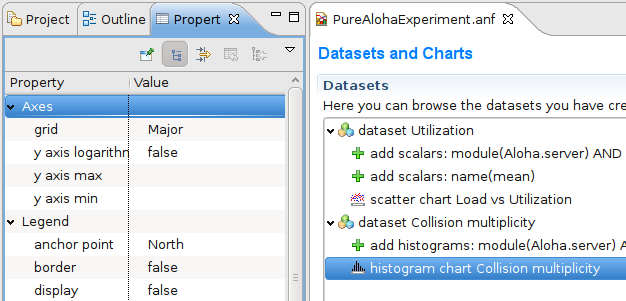 Project
Outline
Propert
Property Value
Axes
grid Major
y axis logarithm false
y axis max
y axis min
Legend
anchor point North
border false
display false
PureAlohaExperiment.anf
Datasets and Charts
Datasets
Here you can browse the datasets you have cre
dataset Utilization
add scalars: module(Aloha.server) AND
add scalars: name(mean)
scatter chart Load vs Utilization
dataset Collision multiplicity
add histograms: module(Aloha.server) A
histogram chart Collision multiplicity